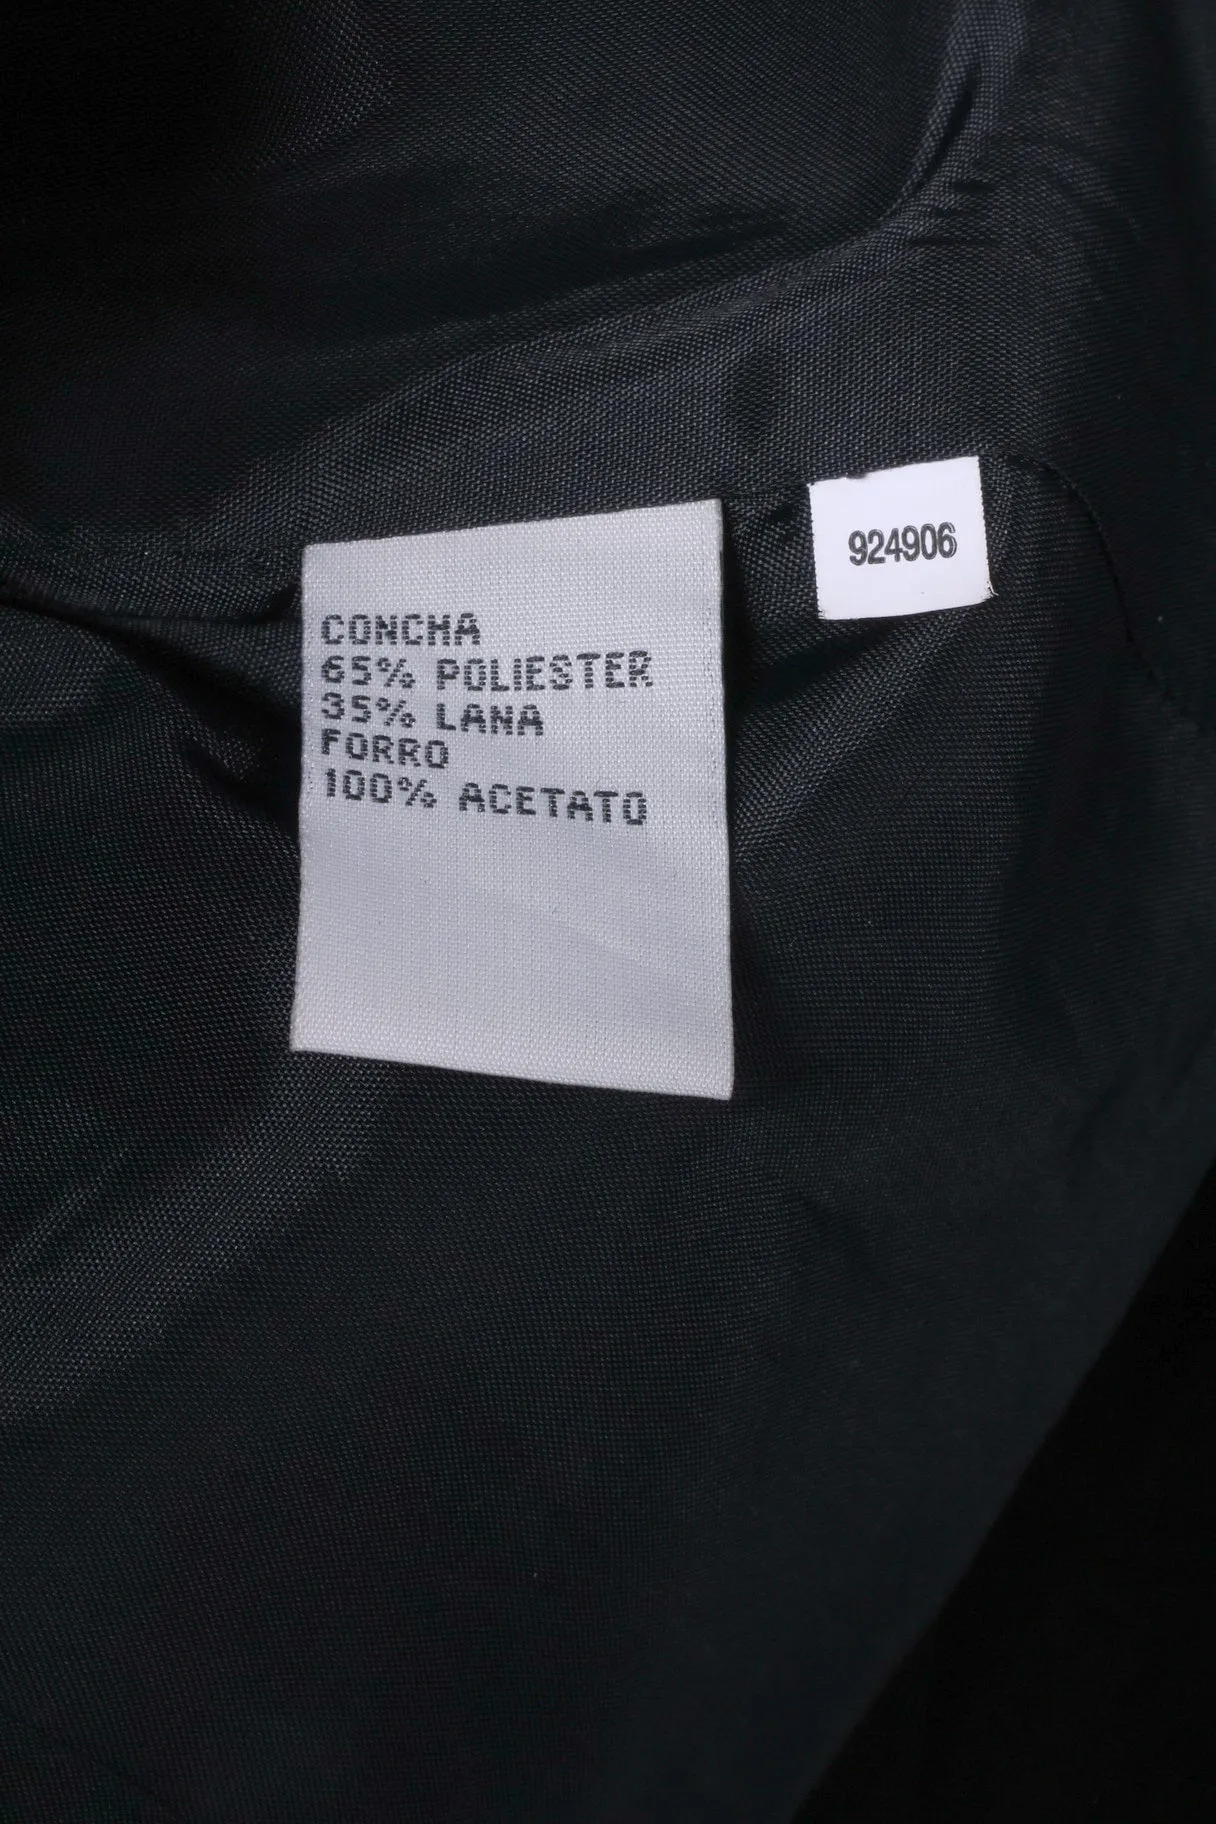 CONCHA
65% POLIESTER
35% LANA
FORRO
100% ACETATO
924906